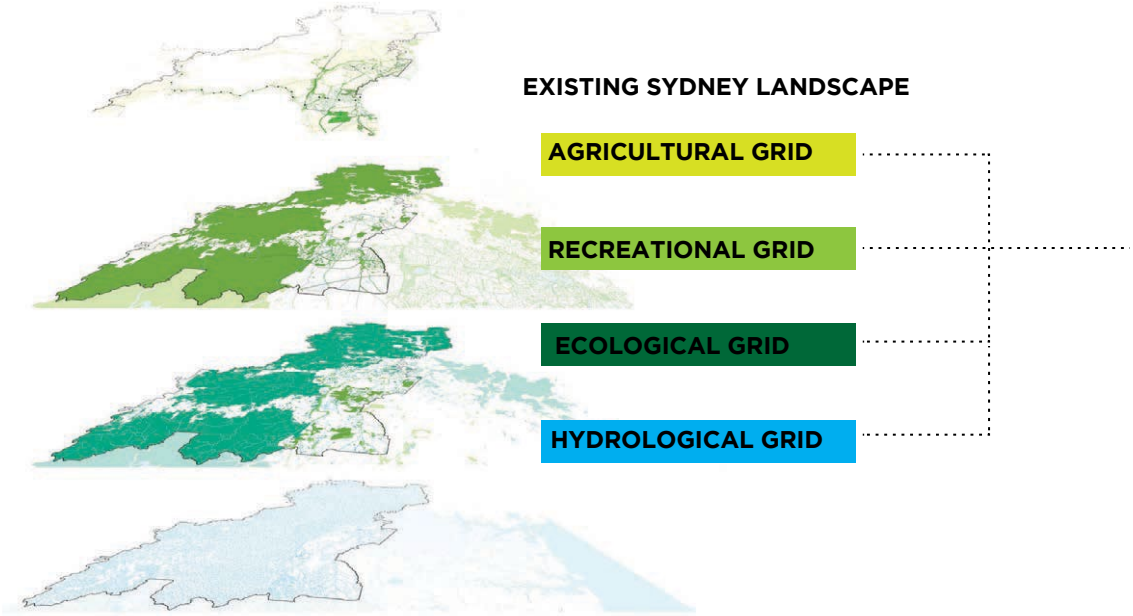 EXISTING SYDNEY LANDSCAPE
AGRICULTURAL GRID
RECREATIONAL GRID
ECOLOGICAL GRID
HYDROLOGICAL GRID